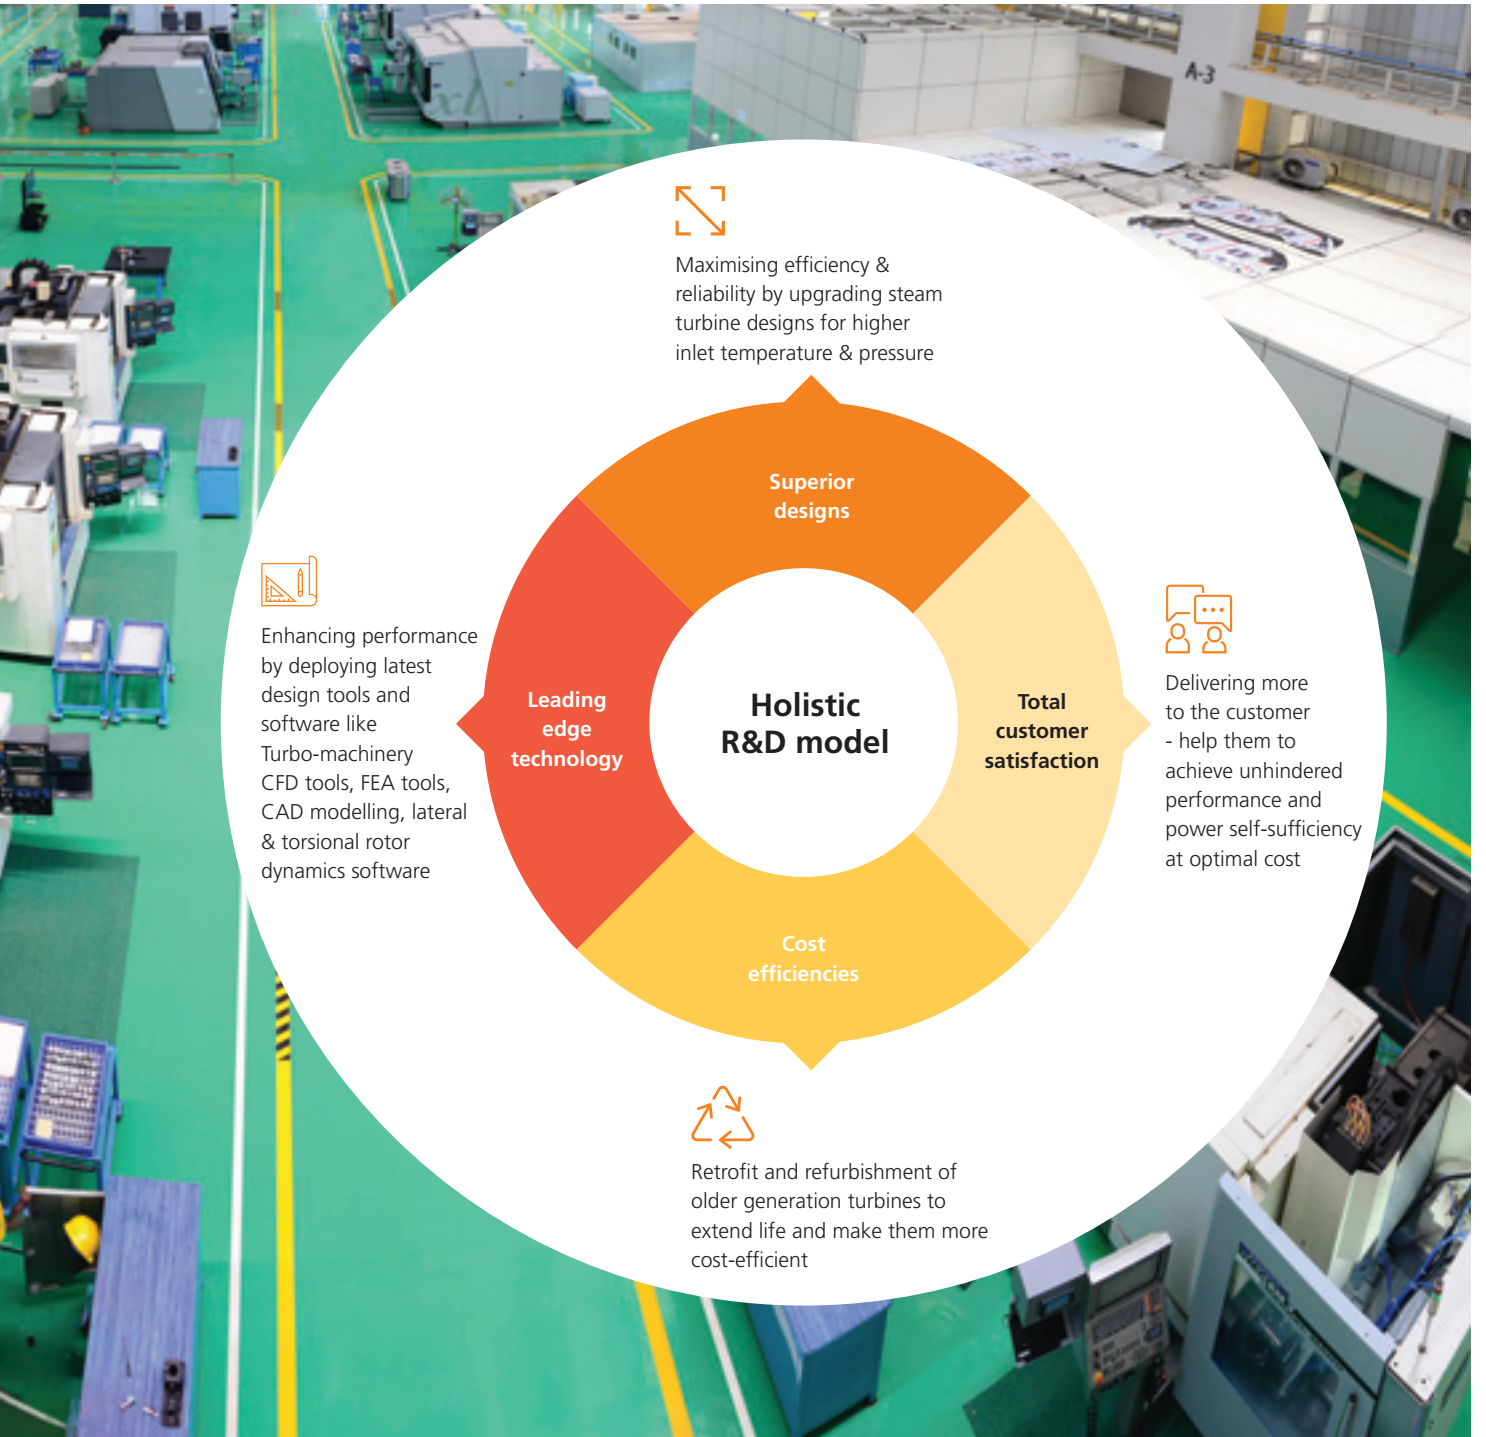 A-3
Maximising efficiency &
reliability by upgrading steam
turbine designs for higher
inlet temperature & pressure
Superior
designs
Enhancing performance
by deploying latest
design tools and
software like
Turbo-machinery
CFD tools, FEA tools,
CAD modelling, lateral
& torsional rotor
dynamics software
Leading
edge
technology
Holistic
R&D model
Total
customer
satisfaction
Delivering more
to the customer
- help them to
achieve unhindered
performance and
power self-sufficiency
at optimal cost
Cost
efficiencies
Retrofit and refurbishment of
older generation turbines to
extend life and make them more
cost-efficient